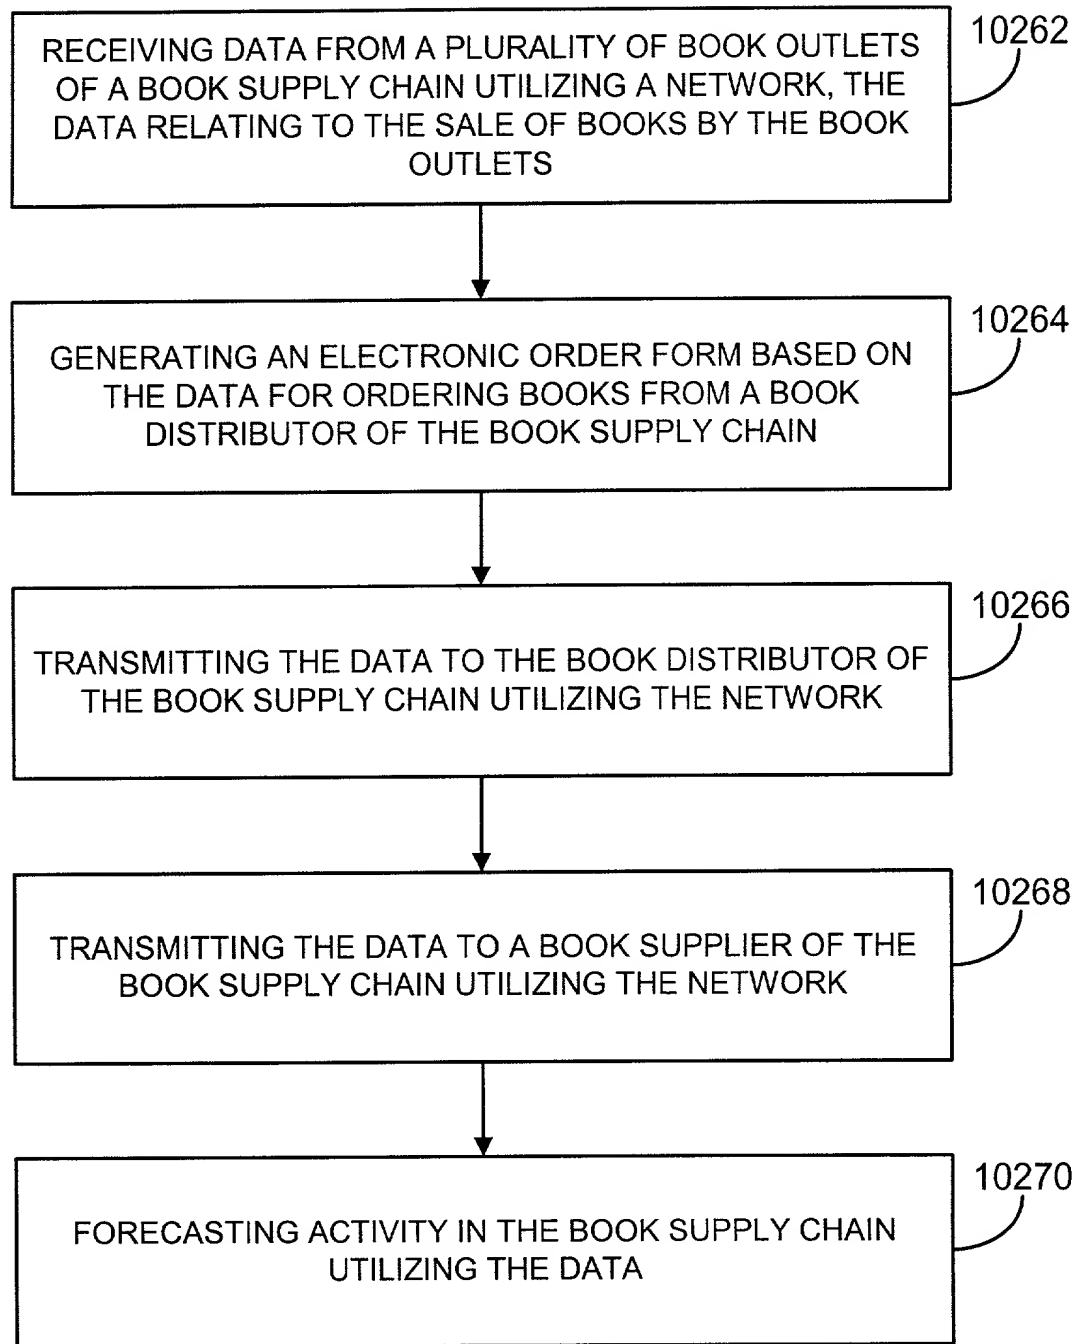 RECEIVING DATA FROM A PLURALITY OF BOOK OUTLETS
OF A BOOK SUPPLY CHAIN UTILIZING A NETWORK, THE
DATA RELATING TO THE SALE OF BOOKS BY THE BOOK
OUTLETS
10262
GENERATING AN ELECTRONIC ORDER FORM BASED ON
THE DATA FOR ORDERING BOOKS FROM A BOOK
DISTRIBUTOR OF THE BOOK SUPPLY CHAIN
10264
TRANSMITTING THE DATA TO THE BOOK DISTRIBUTOR OF
THE BOOK SUPPLY CHAIN UTILIZING THE NETWORK
10266
TRANSMITTING THE DATA TO A BOOK SUPPLIER OF THE
BOOK SUPPLY CHAIN UTILIZING THE NETWORK
10268
FORECASTING ACTIVITY IN THE BOOK SUPPLY CHAIN
UTILIZING THE DATA
10270